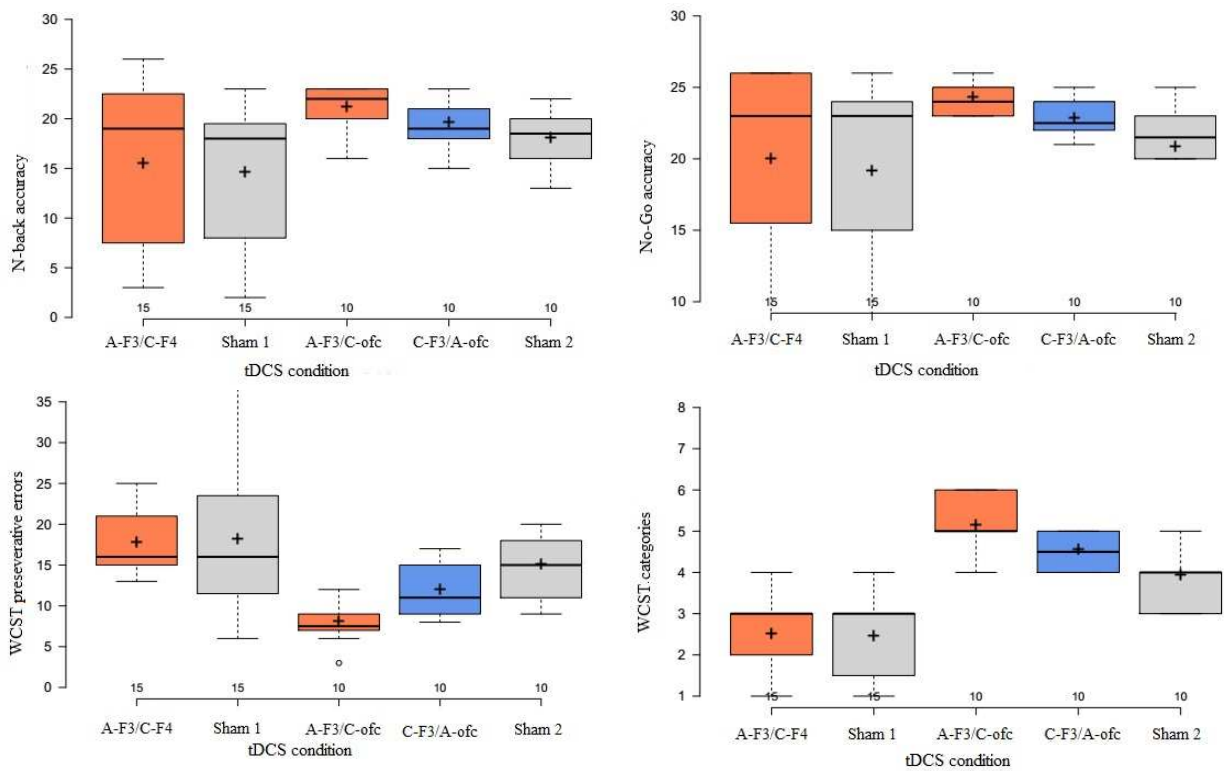 30
25
20
15
10
5
0
N-back accuracy
15 15 10 10 10
A-F3/C-F4 Sham 1 A-F3/C-ofc C-F3/A-ofc Sham 2
tDCS condition
30
25
20
15
10
No-Go accuracy
15 15 10 10 10
A-F3/C-F4 Sham 1 A-F3/C-ofc C-F3/A-ofc Sham 2
tDCS condition
35
30
25
20
15
10
5
0
WCST preseverative errors
15 15 10 10 10
A-F3/C-F4 Sham 1 A-F3/C-ofc C-F3/A-ofc Sham 2
tDCS condition
8
7
6
5
4
3
2
1
WCST categories
15 15 10 10 10
A-F3/C-F4 Sham 1 A-F3/C-ofc C-F3/A-ofc Sham 2
tDCS condition